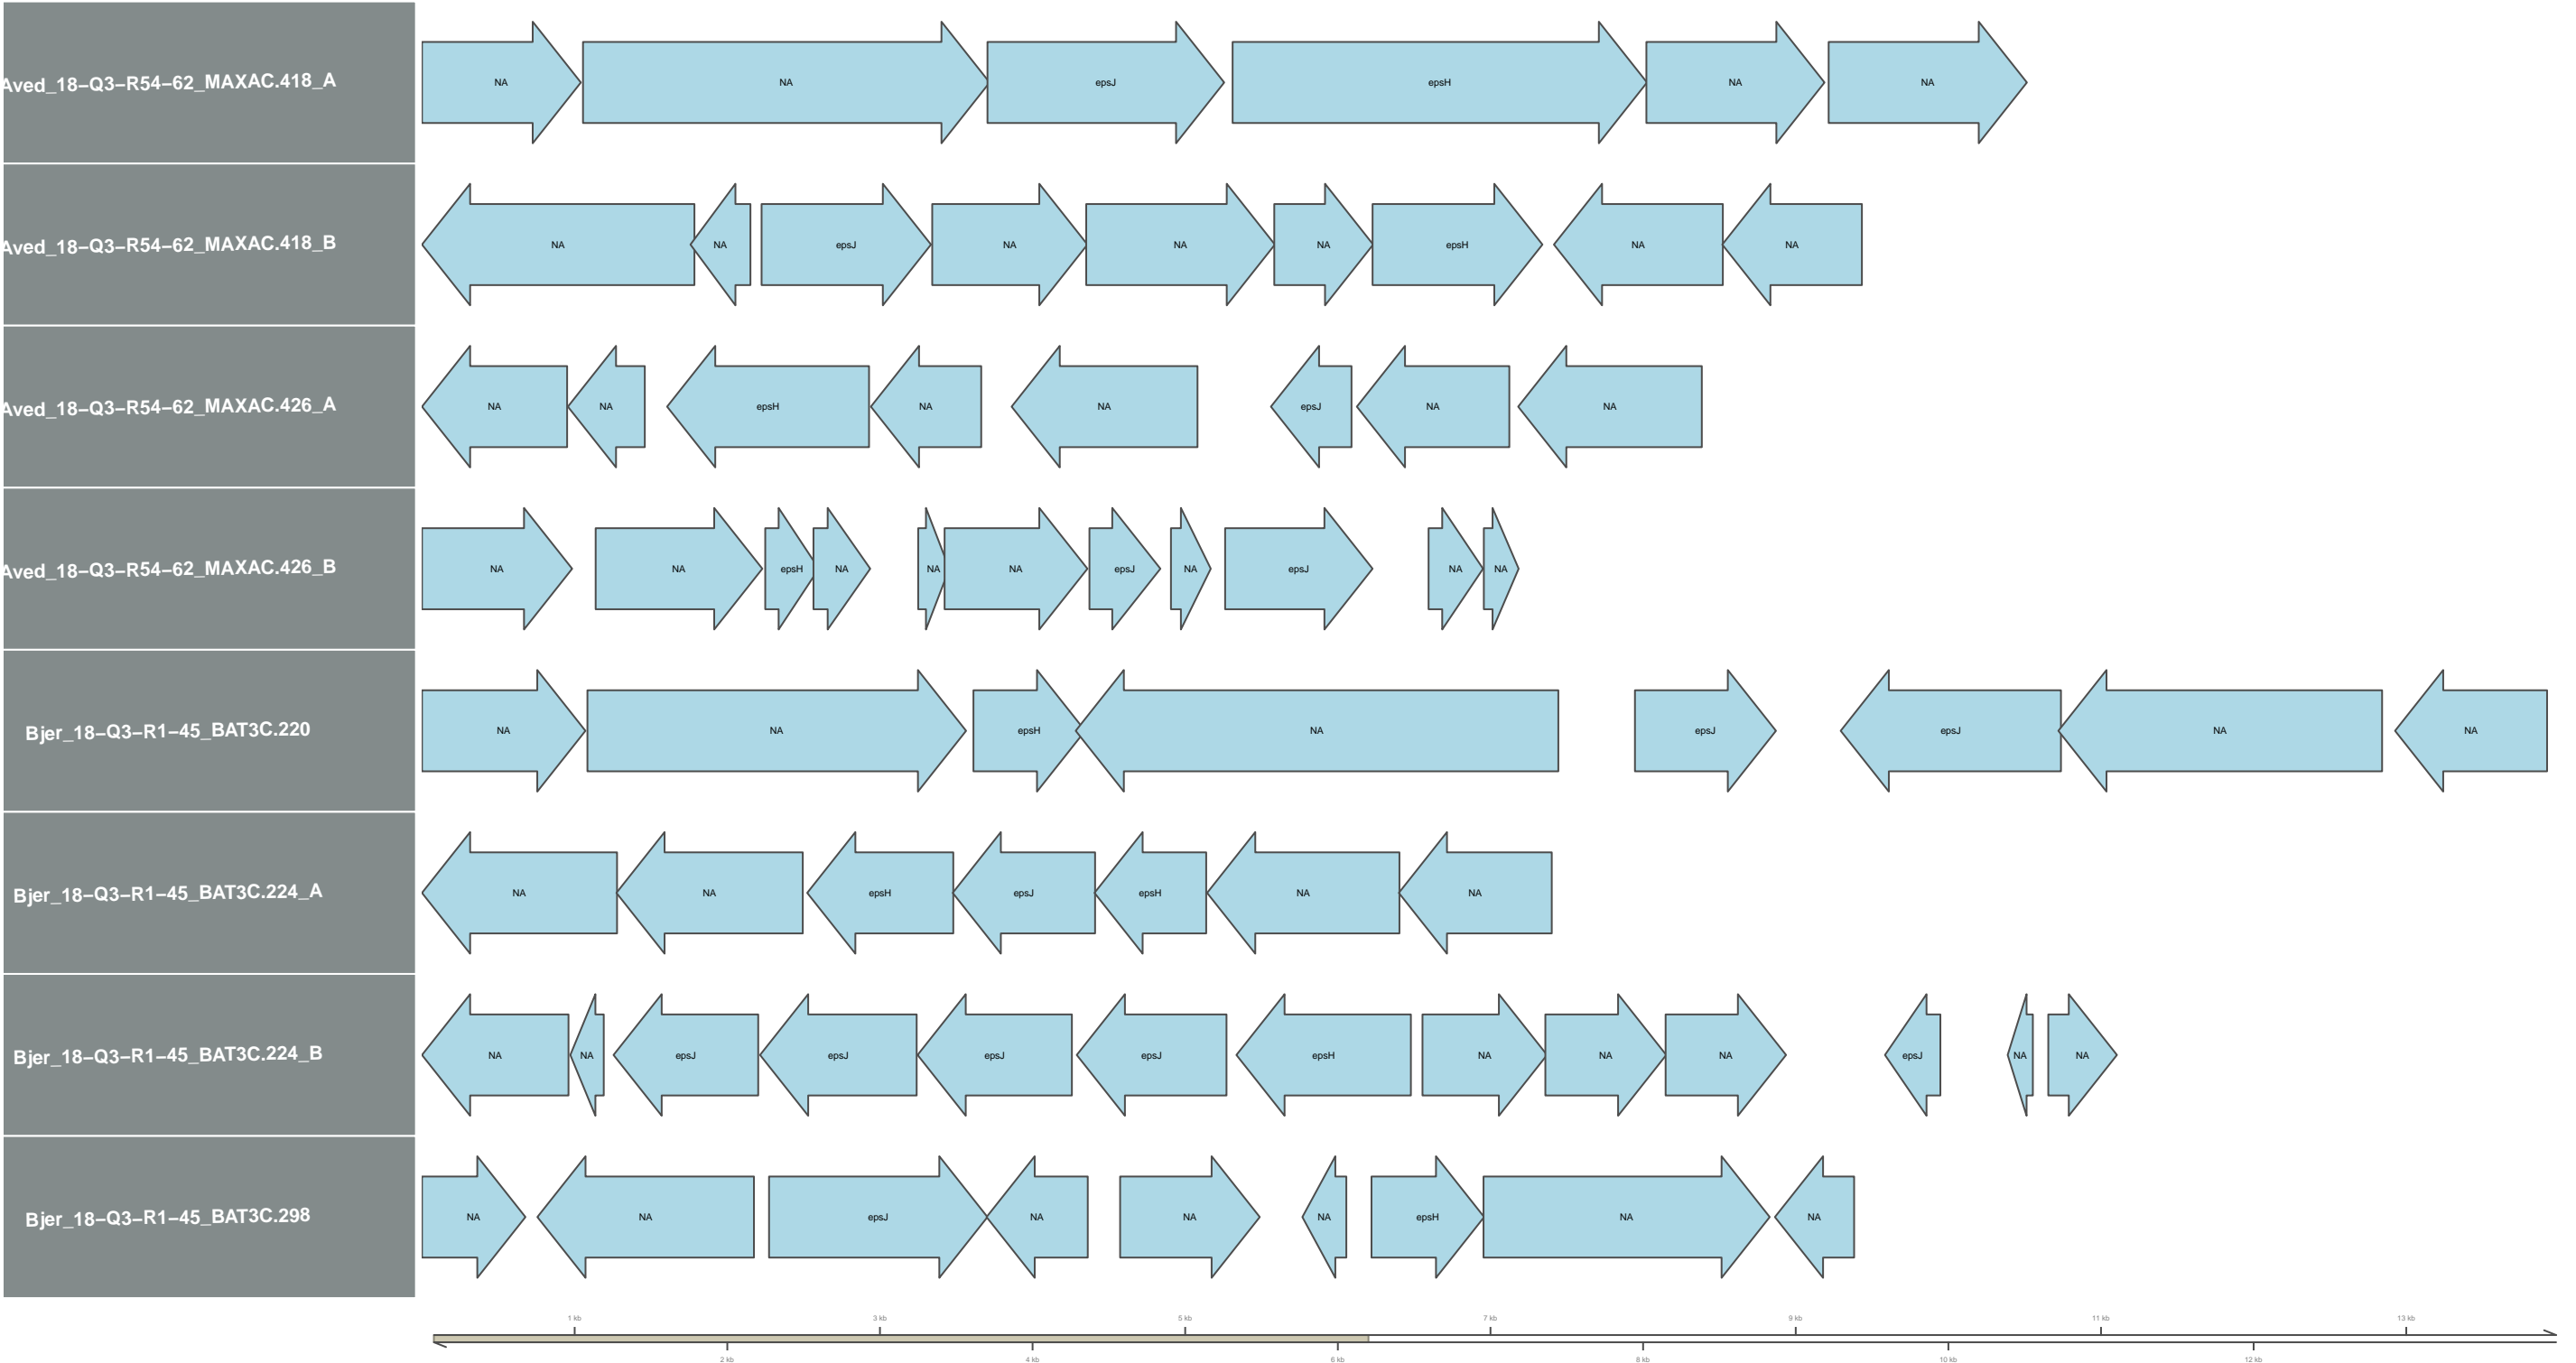 Aved_18–Q3–R54–62_MAXAC.418_A
NA NA epsJ epsH NA NA
Aved_18–Q3–R54–62_MAXAC.418_B
NA NA epsJ NA NA NA epsH NA NA
Aved_18–Q3–R54–62_MAXAC.426_A
NA NA epsH NA NA epsJ NA NA
Aved_18–Q3–R54–62_MAXAC.426_B
NA NA epsH NA NA NA epsJ NA epsJ NA NA
Bjer_18–Q3–R1–45_BAT3C.220
NA NA epsH NA epsJ epsJ NA NA
Bjer_18–Q3–R1–45_BAT3C.224_A
NA NA epsH epsJ epsH NA NA
Bjer_18–Q3–R1–45_BAT3C.224_B
NA NA epsJ epsJ epsJ epsJ epsH NA NA NA epsJ NA NA
Bjer_18–Q3–R1–45_BAT3C.298
NA NA epsJ NA NA NA epsH NA NA
1 kb 3 kb 5 kb 7 kb 9 kb 11 kb 13 kb
2 kb 4 kb 6 kb 8 kb 10 kb 12 kb